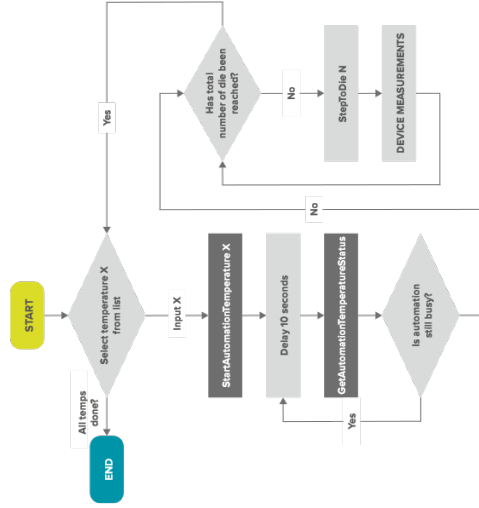 START
Select temperature X
from list
All temps
done?
END
Input X
StartAutomationTemperature X
Delay 10 seconds
GetAutomationTemperatureStatus
Is automation
still busy?
Yes
No
Has total
number of die been
reached?
Yes
No
StepToDie N
DEVICE MEASUREMENTS